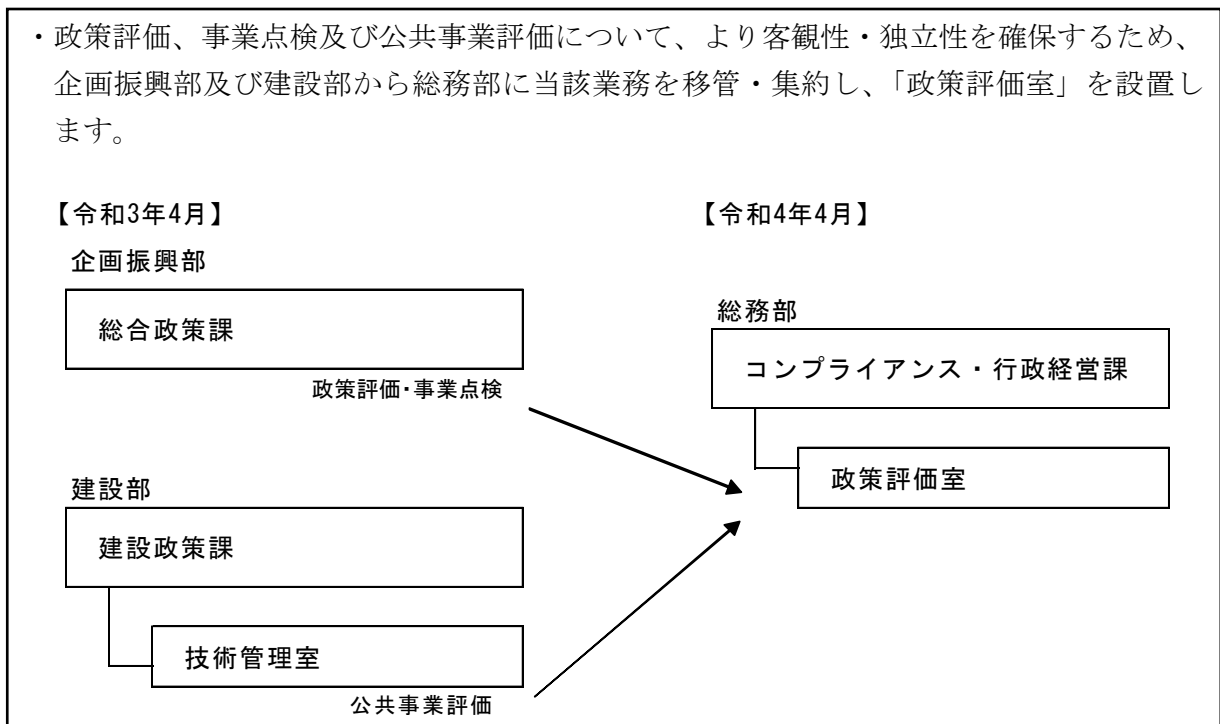 ・政策評価、事業点検及び公共事業評価について、より客観性・独立性を確保するため、
企画振興部及び建設部から総務部に当該業務を移管・集約し、「政策評価室」を設置し
ます。
【令和3年4月】
企画振興部
総合政策課
政策評価・事業点検
建設部
建設政策課
技術管理室
公共事業評価
【令和4年4月】
総務部
コンプライアンス・行政経営課
政策評価室